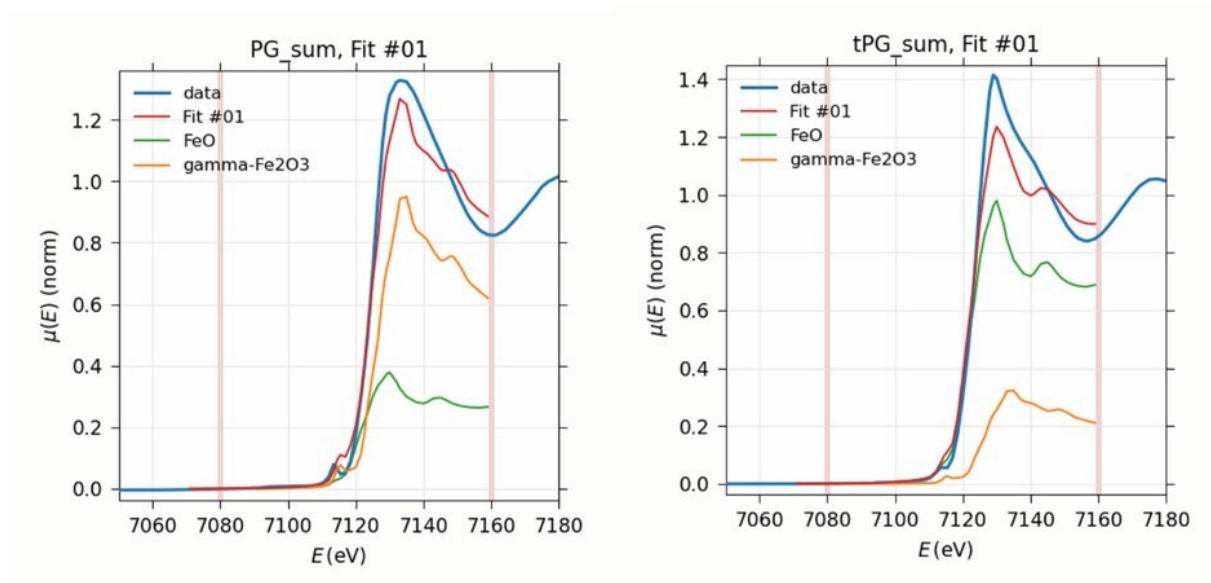 PG_sum, Fit #01
data
Fit #01
FeO
gamma-Fe2O3
1.2
1.0
0.8
0.6
0.4
0.2
0.0
μ(E) (norm)
7060 7080 7100 7120 7140 7160 7180
E (eV)
tPG_sum, Fit #01
data
Fit #01
FeO
gamma-Fe2O3
1.4
1.2
1.0
0.8
0.6
0.4
0.2
0.0
μ(E) (norm)
7060 7080 7100 7120 7140 7160 7180
E (eV)